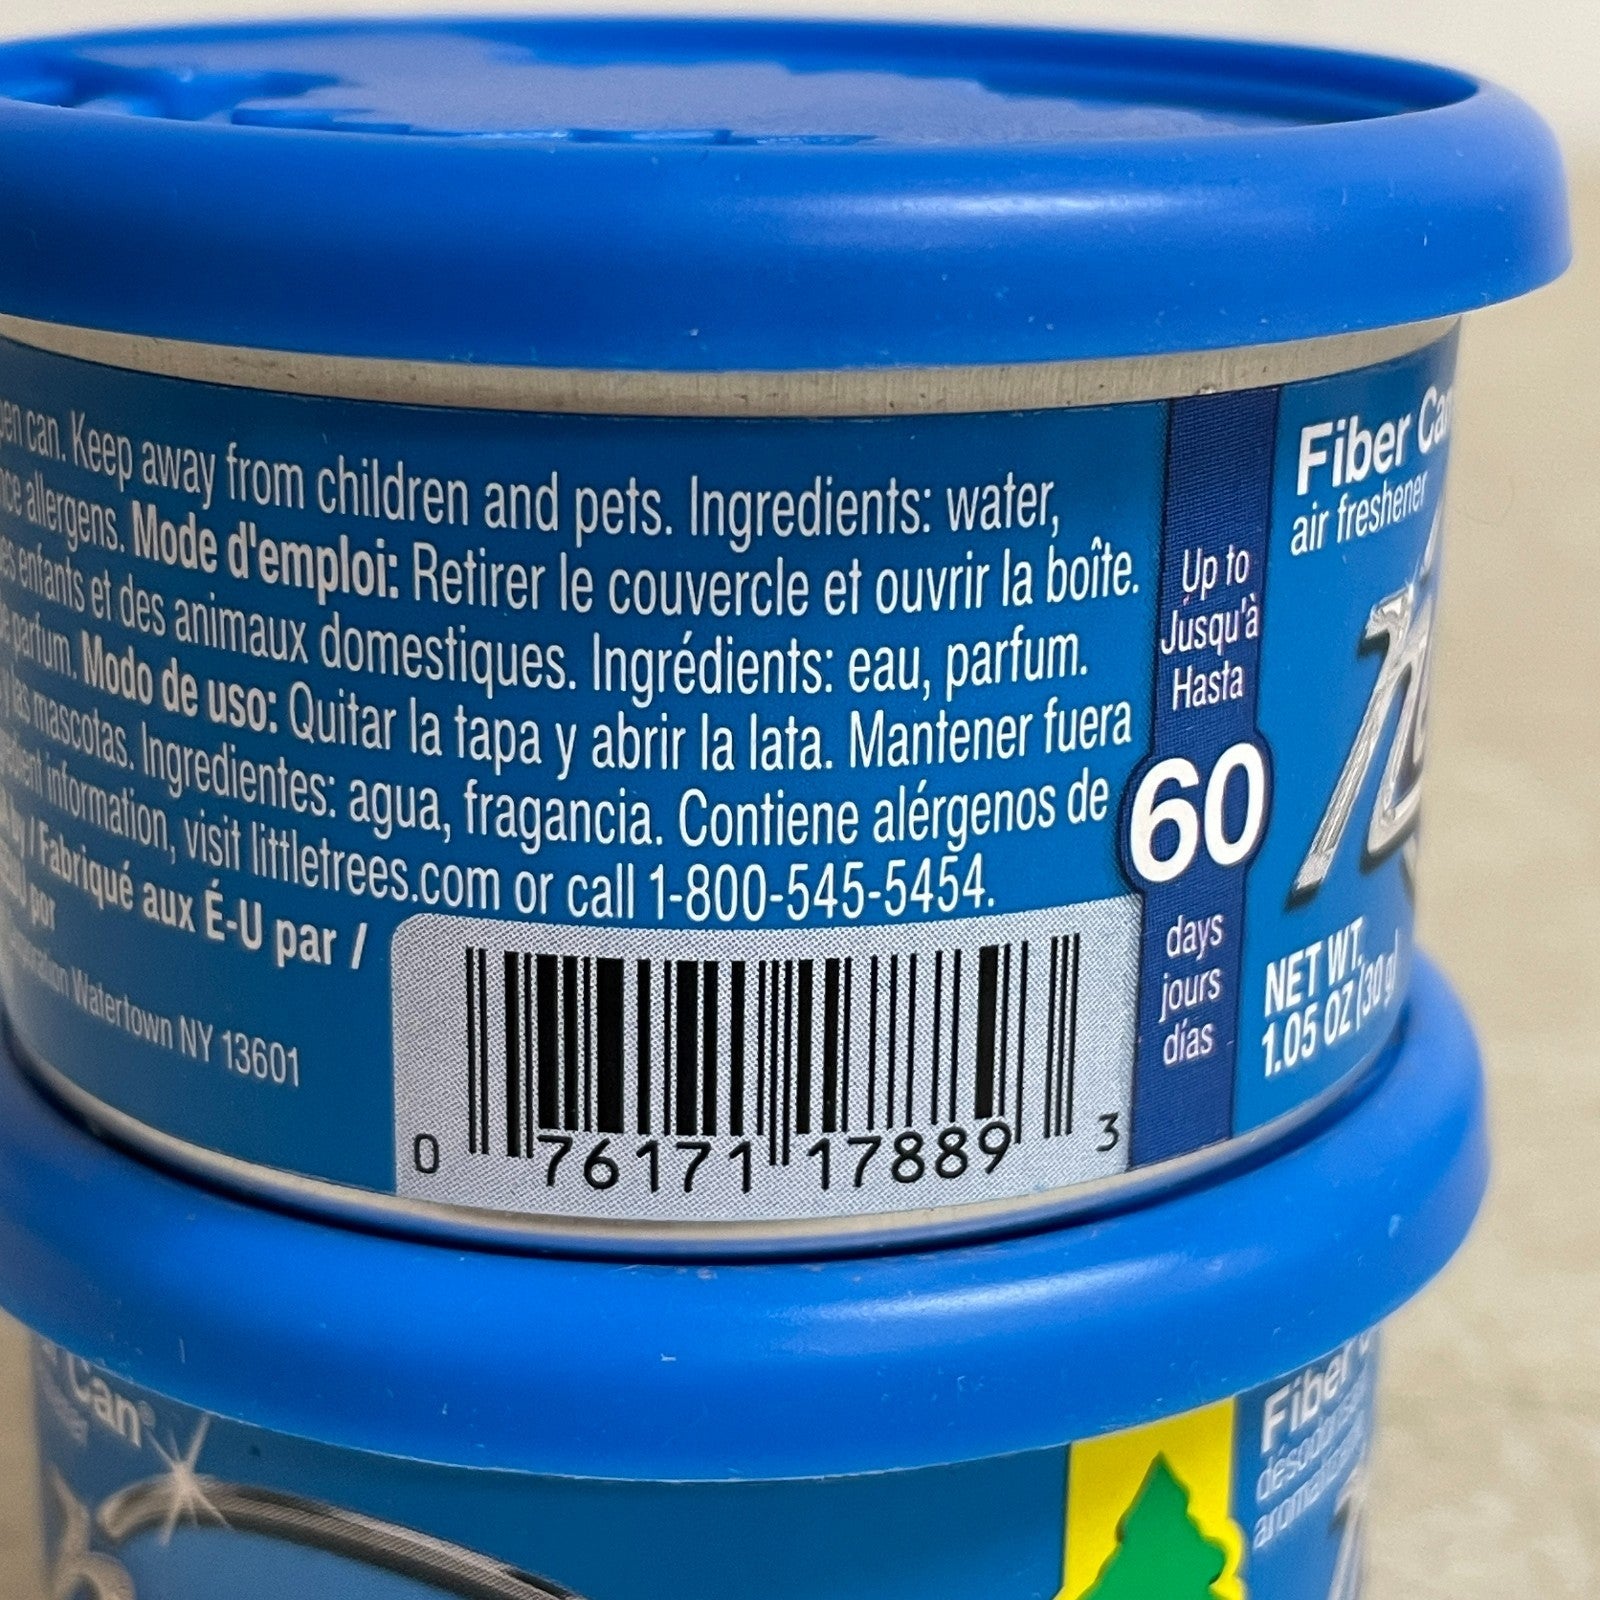 can. Keep away from children and pets. Ingredients: water,
allergens. Mode d'emploi: Retirer le couvercle et ouvrir la boîte.
enfants et des animaux domestiques. Ingrédients: eau, parfum.
parfum. Modo de uso: Quitar la tapa y abrir la lata. Mantener fuera
y las mascotas. Ingredientes: agua, fragancia. Contiene alérgenos de
information, visit littletrees.com or call 1-800-545-5454.
/ Fabriqué aux É-U par /
por
Watertown NY 13601
0 76171 17889 3
Up to
Jusqu'à
Hasta
60
days
jours
días
Fiber
air freshener
NET WT.
1.05 OZ (30 g)
Can®
Fiber